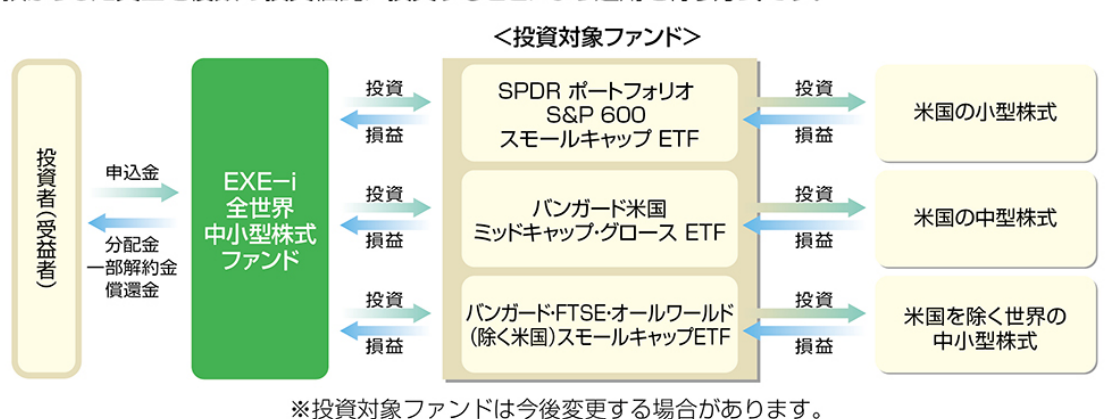 <投資対象ファンド>
投資者(受益者)
申込金
分配金
一部解約金
償還金
EXE-i
全世界
中小型株式
ファンド
投資
損益
SPDR ポートフォリオ
S&P 600
スモールキャップ ETF
投資
損益
米国の小型株式
投資
損益
バンガード米国
ミッドキャップ・グロース ETF
投資
損益
米国の中型株式
投資
損益
バンガード・FTSE・オールワールド
(除く米国)スモールキャップETF
投資
損益
米国を除く世界の
中小型株式
※投資対象ファンドは今後変更する場合があります。